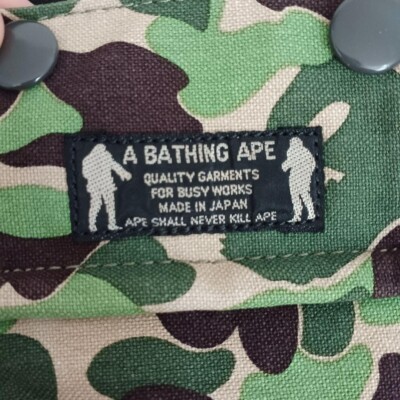 A BATHING APE
QUALITY GARMENTS
FOR BUSY WORKS
MADE IN JAPAN
APE SHALL NEVER KILL APE